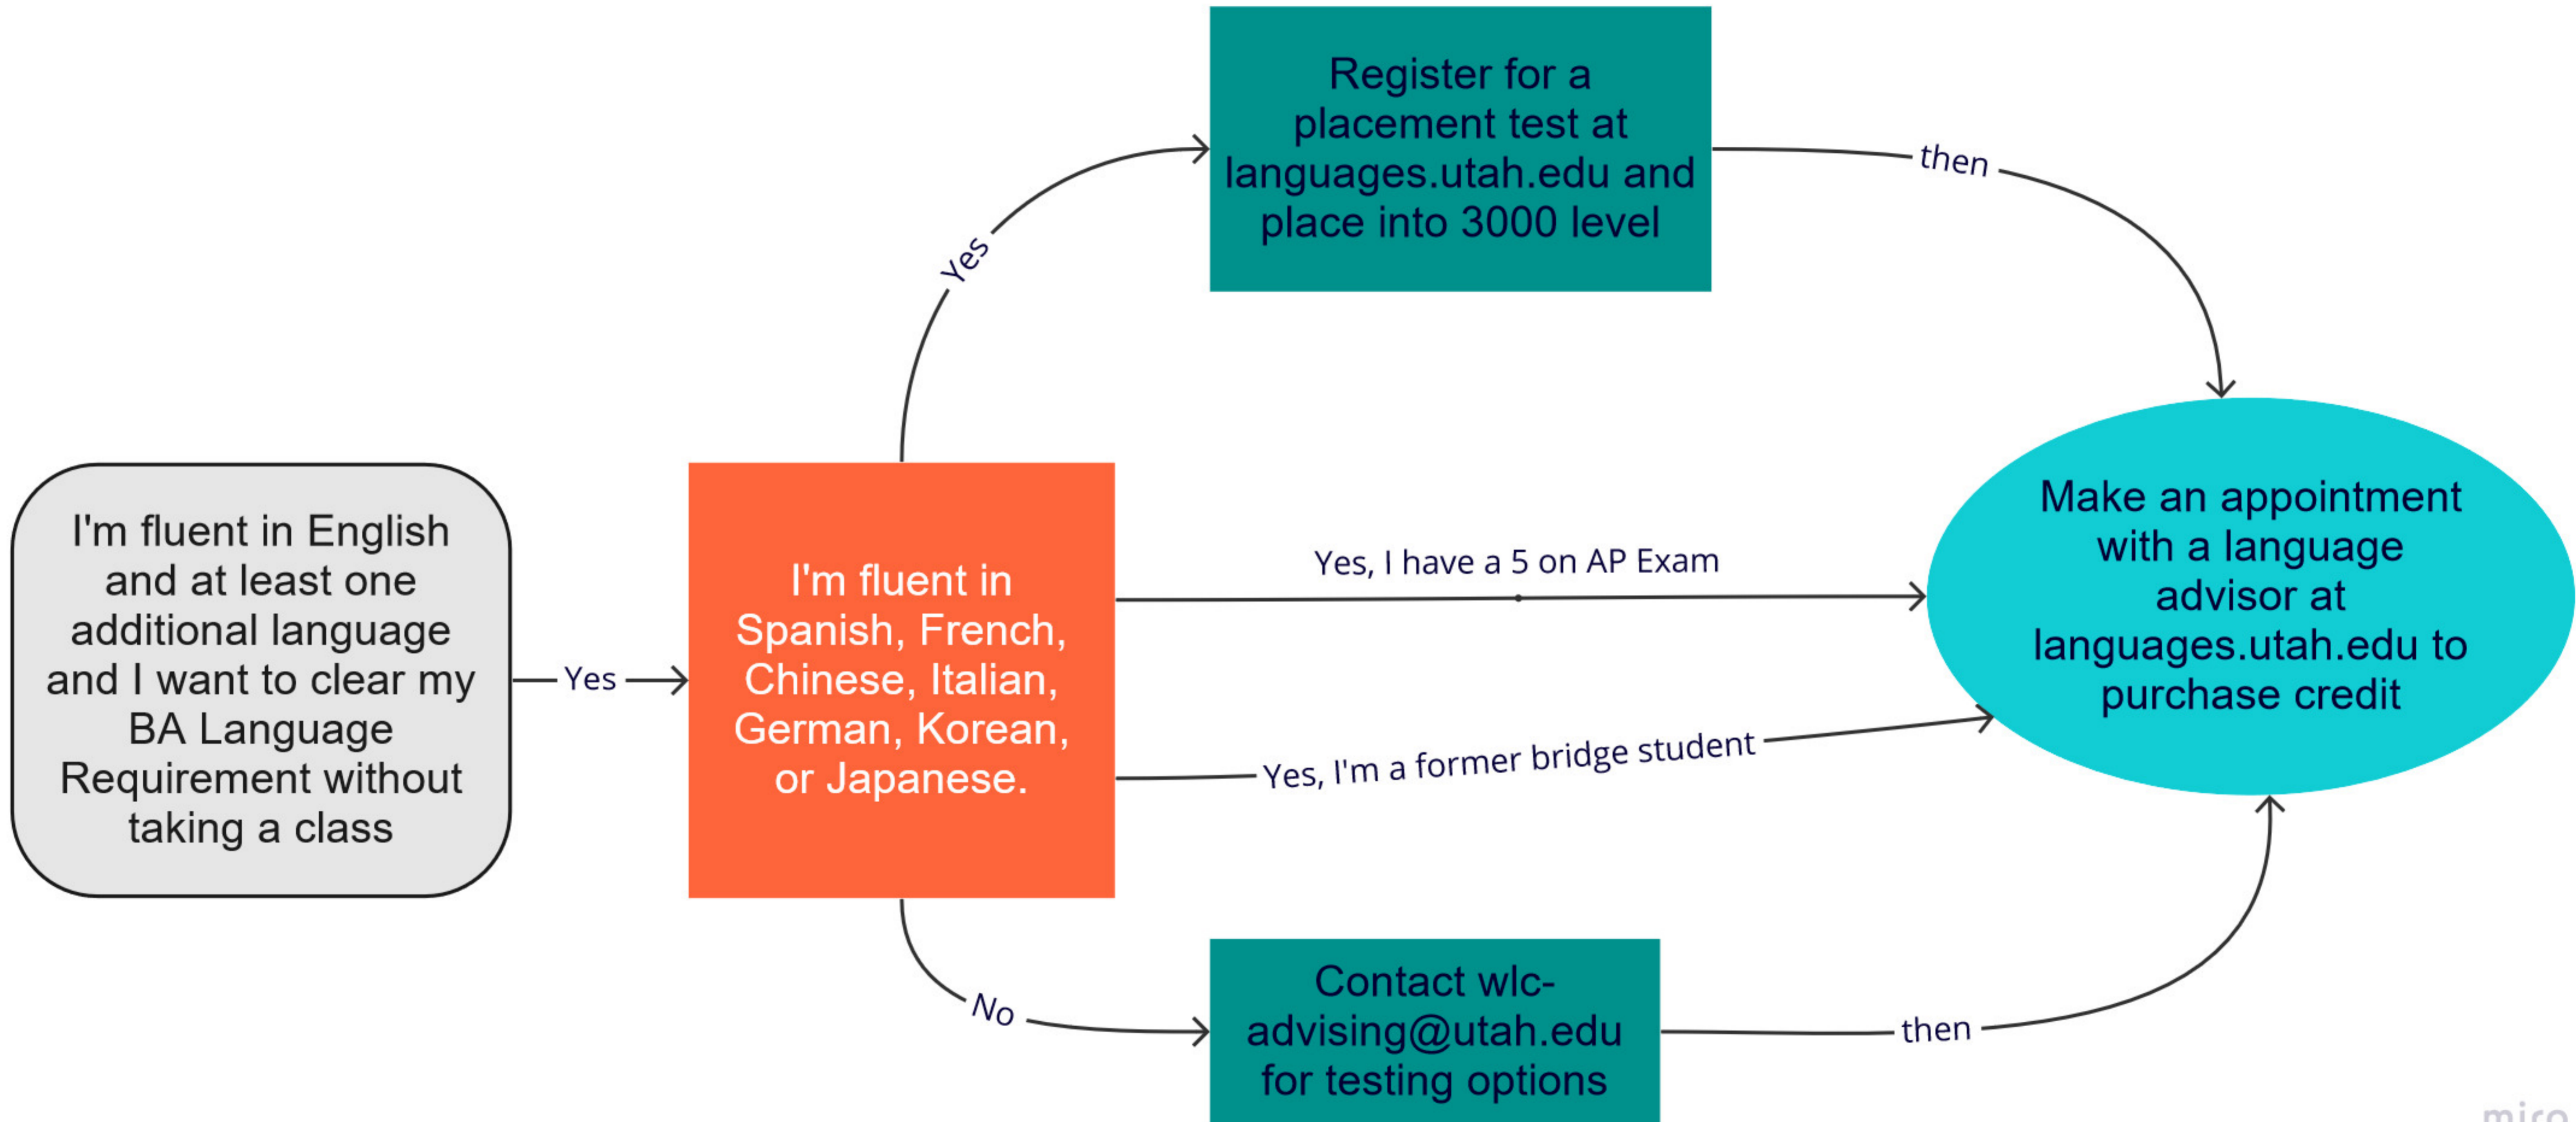 I'm fluent in English
and at least one
additional language
and I want to clear my
BA Language
Requirement without
taking a class
Yes
I'm fluent in
Spanish, French,
Chinese, Italian,
German, Korean,
or Japanese.
Yes
Register for a
placement test at
languages.utah.edu and
place into 3000 level
then
Yes, I have a 5 on AP Exam
Yes, I'm a former bridge student
Make an appointment
with a language
advisor at
languages.utah.edu to
purchase credit
No
Contact wlc-
advising@utah.edu
for testing options
then
miro